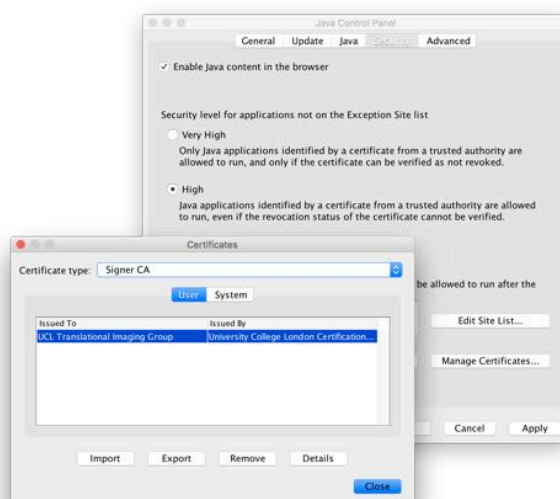 Java Control Panel
General Update Java Security Advanced
Enable Java content in the browser
Security level for applications not on the Exception Site list
Very High
Only Java applications identified by a certificate from a trusted authority are
allowed to run, and only if the certificate can be verified as not revoked.
High
Java applications identified by a certificate from a trusted authority are allowed
to run, even if the revocation status of the certificate cannot be verified.
be allowed to run after the
Edit Site List...
Manage Certificates...
Cancel Apply
Certificates
Certificate type: Signer CA
User System
Issued To Issued By
UCL Translational Imaging Group University College London Certification...
Import Export Remove Details
Close